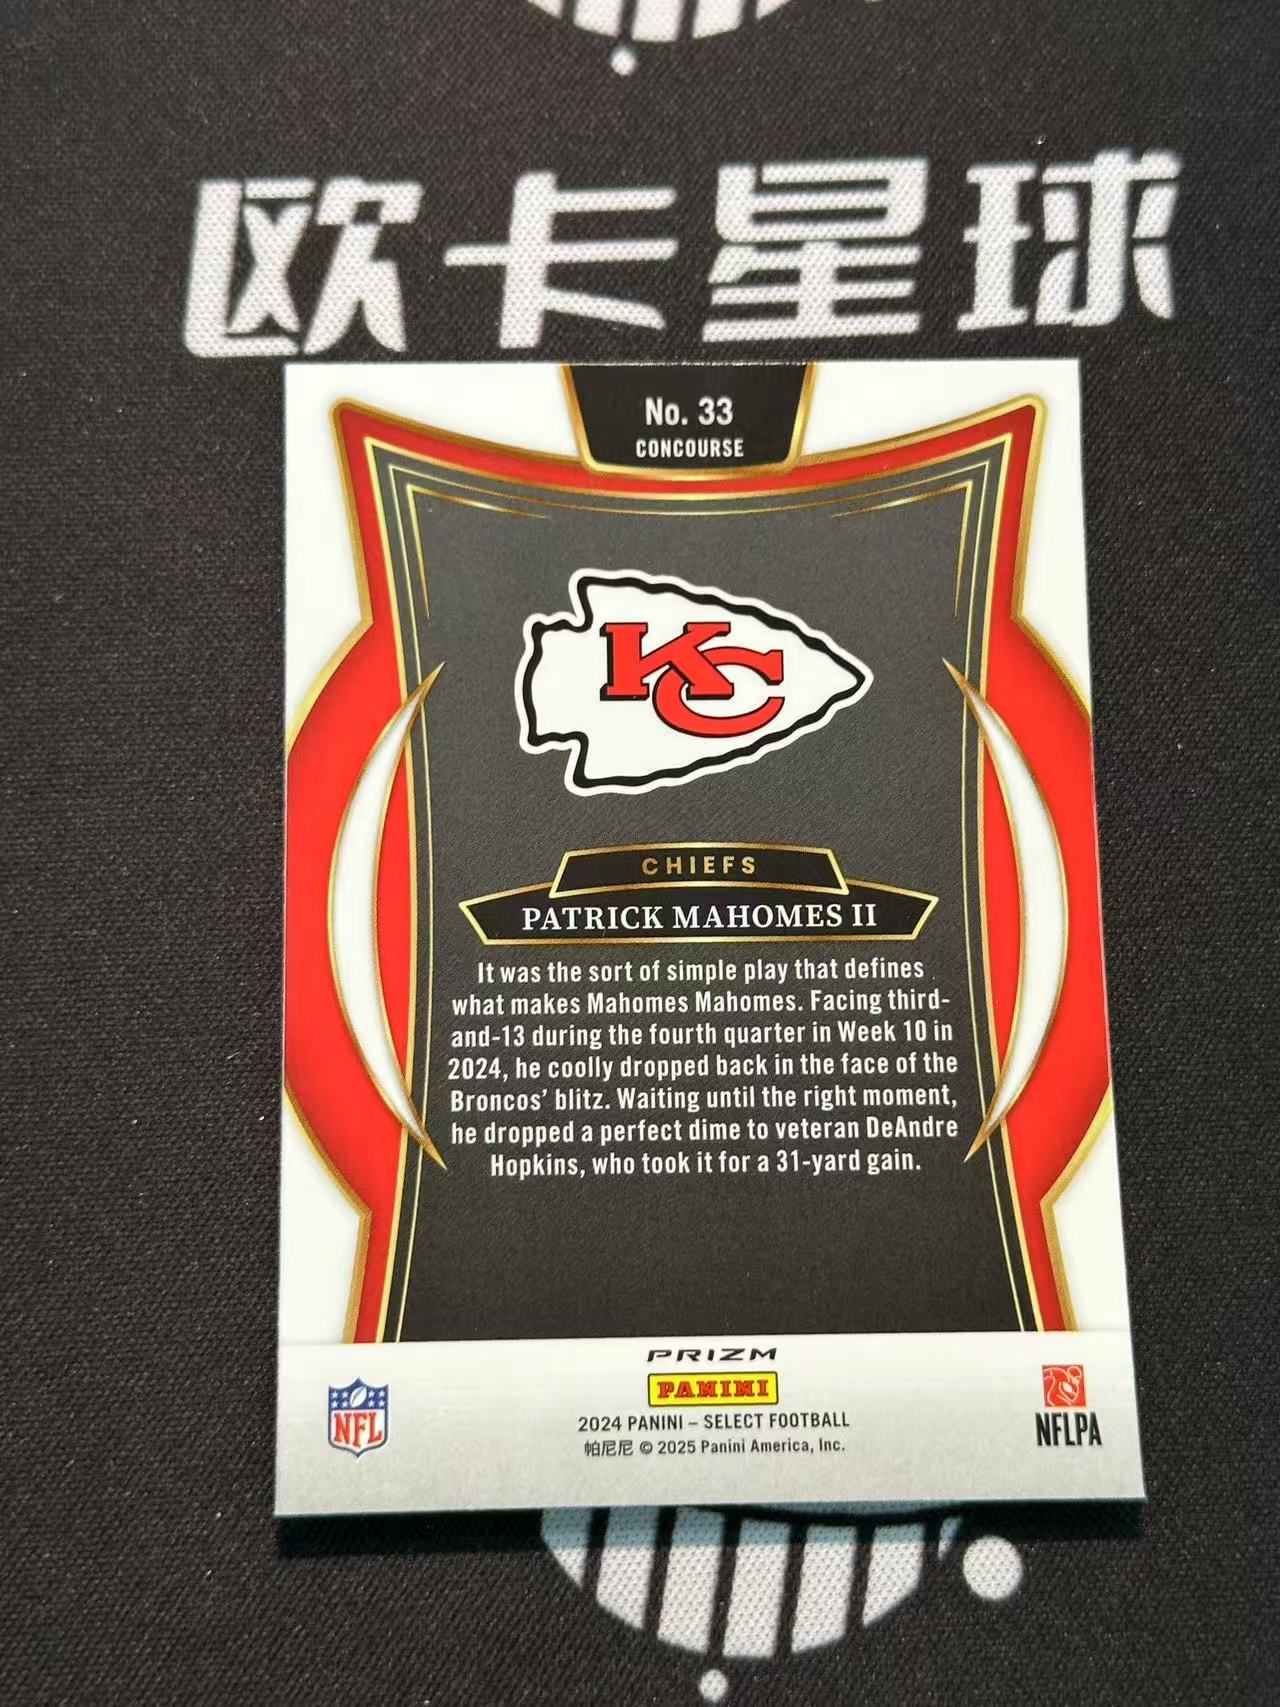 欧卡星球
No. 33
CONCOURSE
KC
CHIEFS
PATRICK MAHOMES II
It was the sort of simple play that defines
what makes Mahomes Mahomes. Facing third-
and-13 during the fourth quarter in Week 10 in
2024, he coolly dropped back in the face of the
Broncos’ blitz. Waiting until the right moment,
he dropped a perfect dime to veteran DeAndre
Hopkins, who took it for a 31-yard gain.
PRIZM
PANINI
NFL
2024 PANINI – SELECT FOOTBALL
帕尼尼 © 2025 Panini America, Inc.
NFLPA